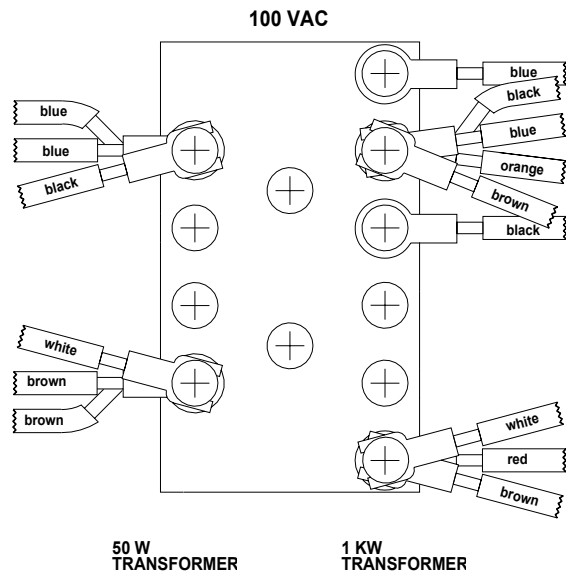 100 VAC
blue
blue
black
white
brown
brown
blue
black
blue
orange
brown
black
white
red
brown
50 W
TRANSFORMER
1 KW
TRANSFORMER